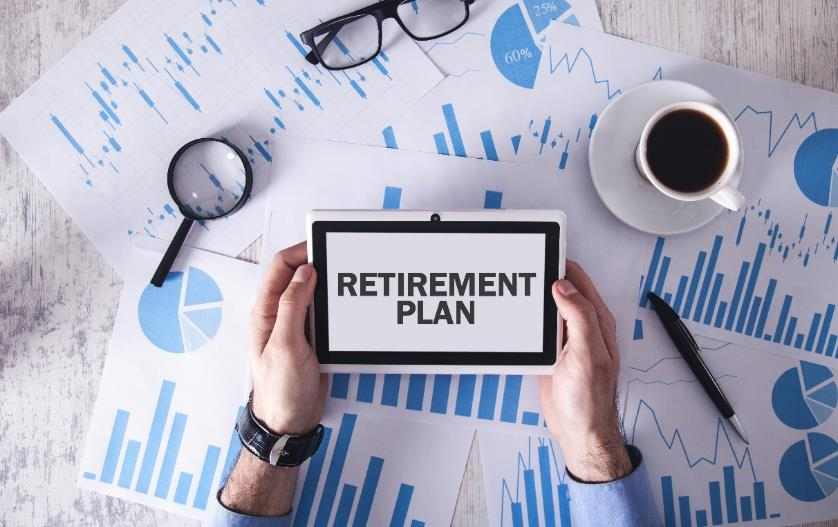 25%
60%
RETIREMENT
PLAN